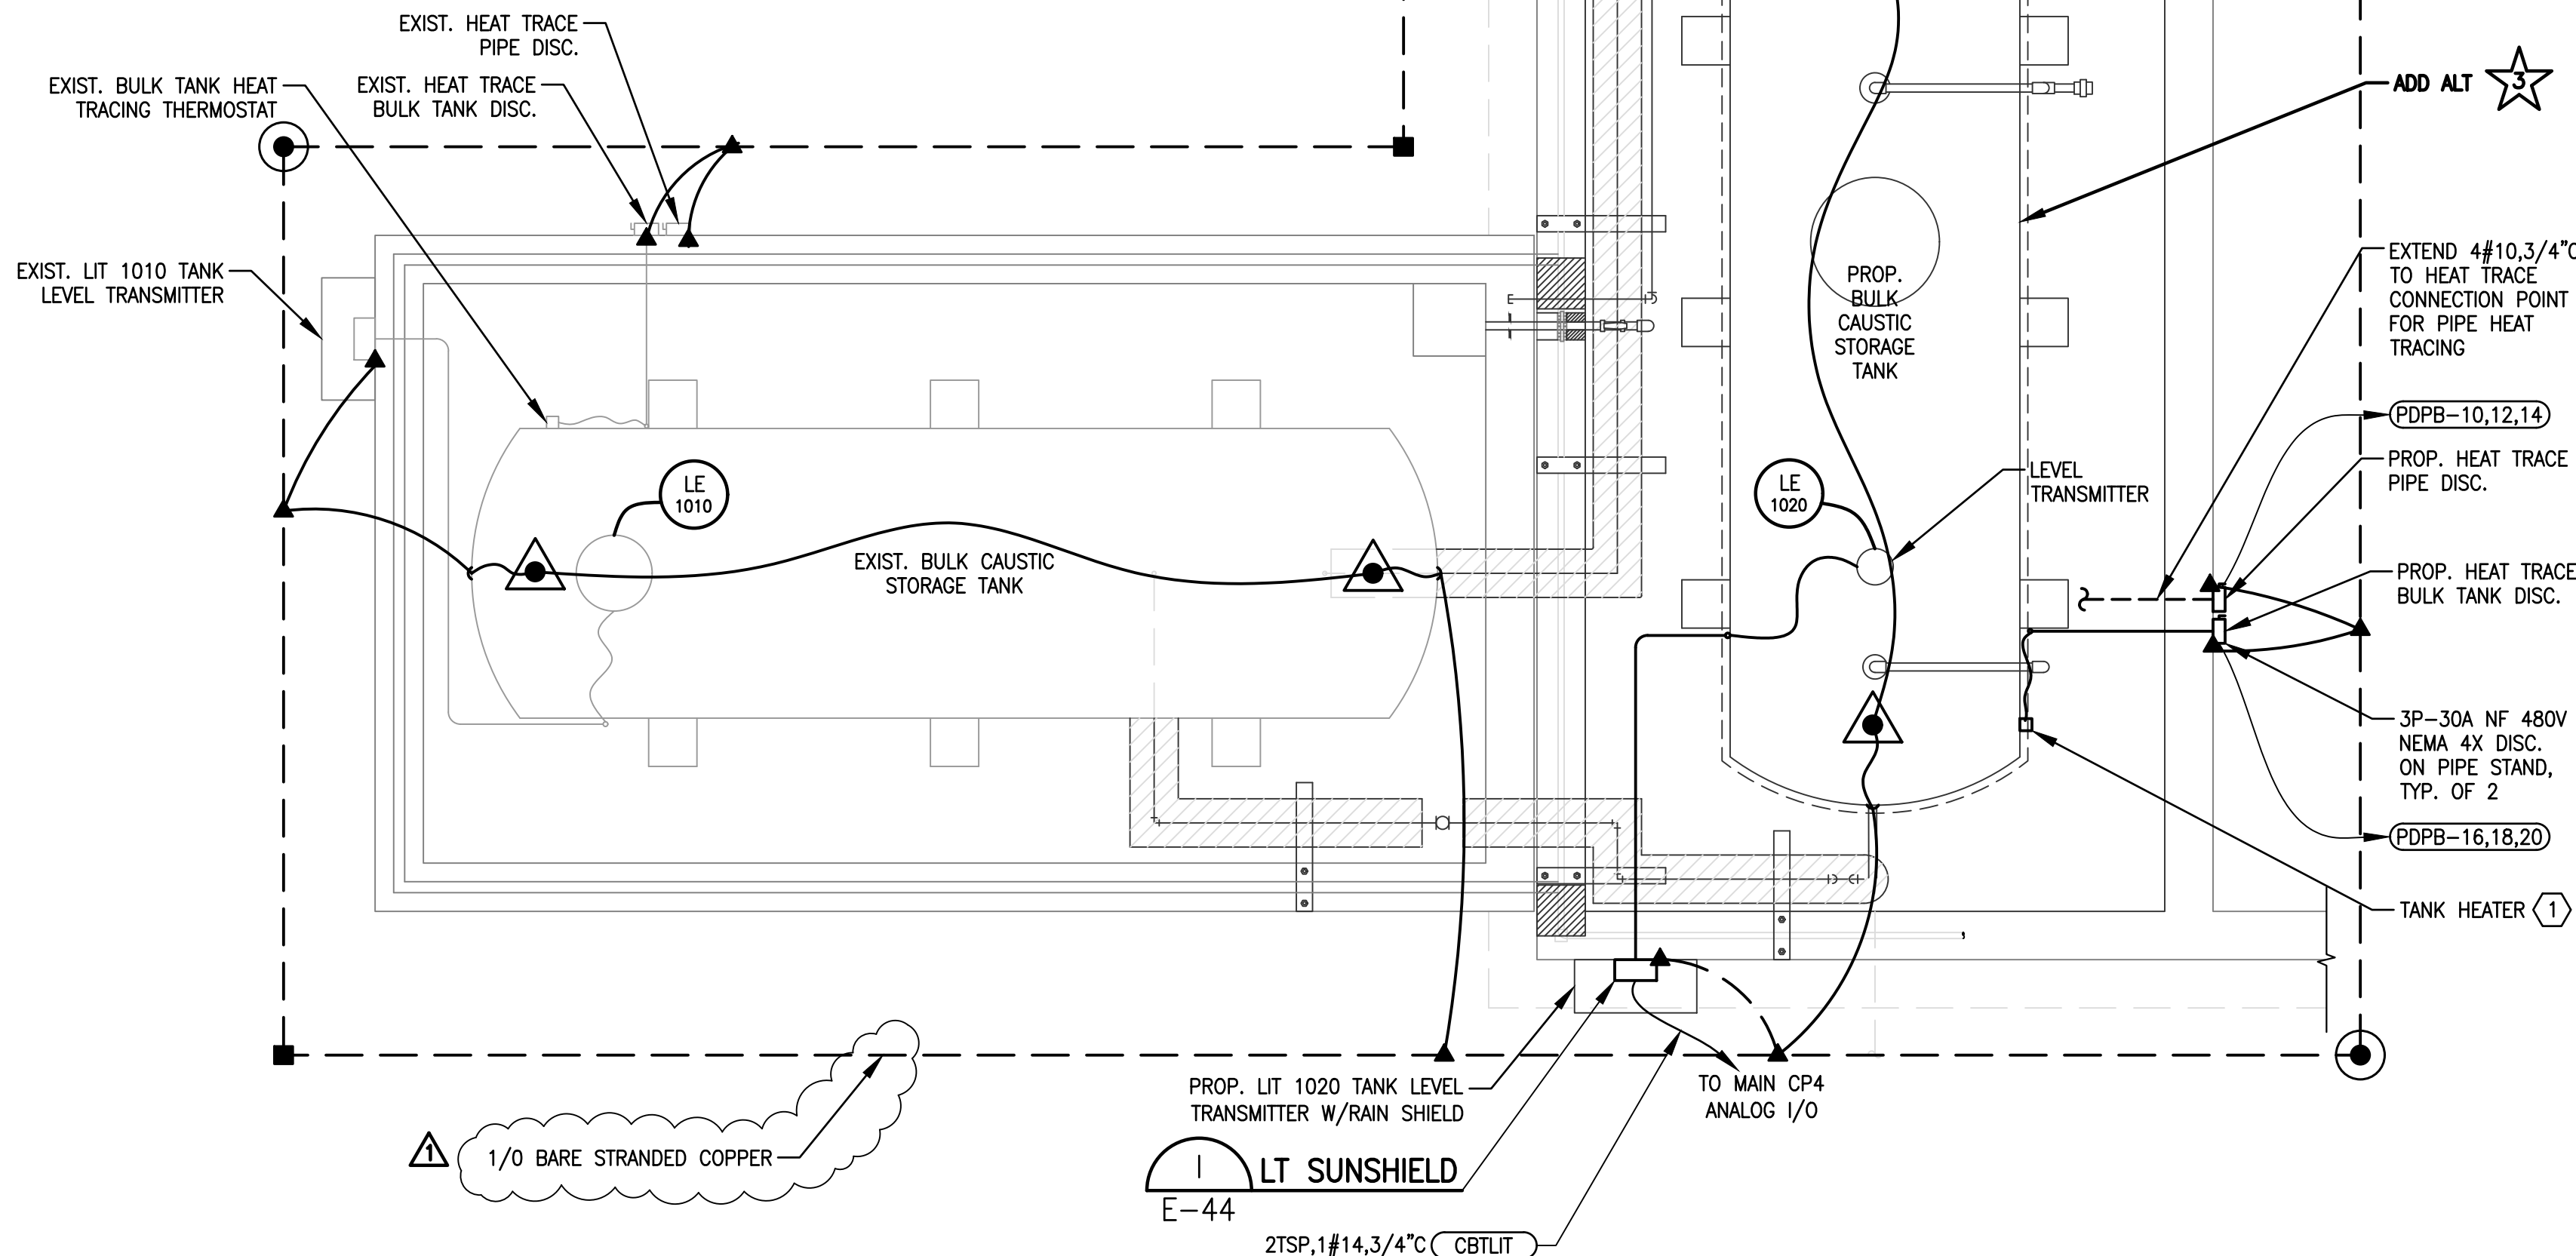 EXIST. HEAT TRACE
PIPE DISC.
EXIST. BULK TANK HEAT
TRACING THERMOSTAT
EXIST. HEAT TRACE
BULK TANK DISC.
EXIST. LIT 1010 TANK
LEVEL TRANSMITTER
LE
1010
EXIST. BULK CAUSTIC
STORAGE TANK
PROP.
BULK
CAUSTIC
STORAGE
TANK
LE
1020
LEVEL
TRANSMITTER
ADD ALT 3
EXTEND 4#10,3/4"C
TO HEAT TRACE
CONNECTION POINT
FOR PIPE HEAT
TRACING
PDPB-10,12,14
PROP. HEAT TRACE
PIPE DISC.
PROP. HEAT TRACE
BULK TANK DISC.
3P-30A NF 480V
NEMA 4X DISC.
ON PIPE STAND,
TYP. OF 2
PDPB-16,18,20
TANK HEATER 1
1 1/0 BARE STRANDED COPPER
PROP. LIT 1020 TANK LEVEL
TRANSMITTER W/RAIN SHIELD
TO MAIN CP4
ANALOG I/O
1 LT SUNSHIELD
E-44
2TSP,1#14,3/4"C CBTLIT